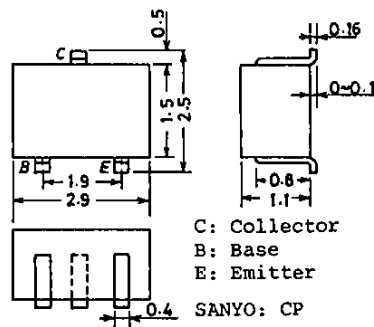 C
0.5
0.16
1.5
2.5
0~0.1
B
E
1.9
2.9
0.8
1.1
C: Collector
B: Base
E: Emitter
0.4
SANYO: CP